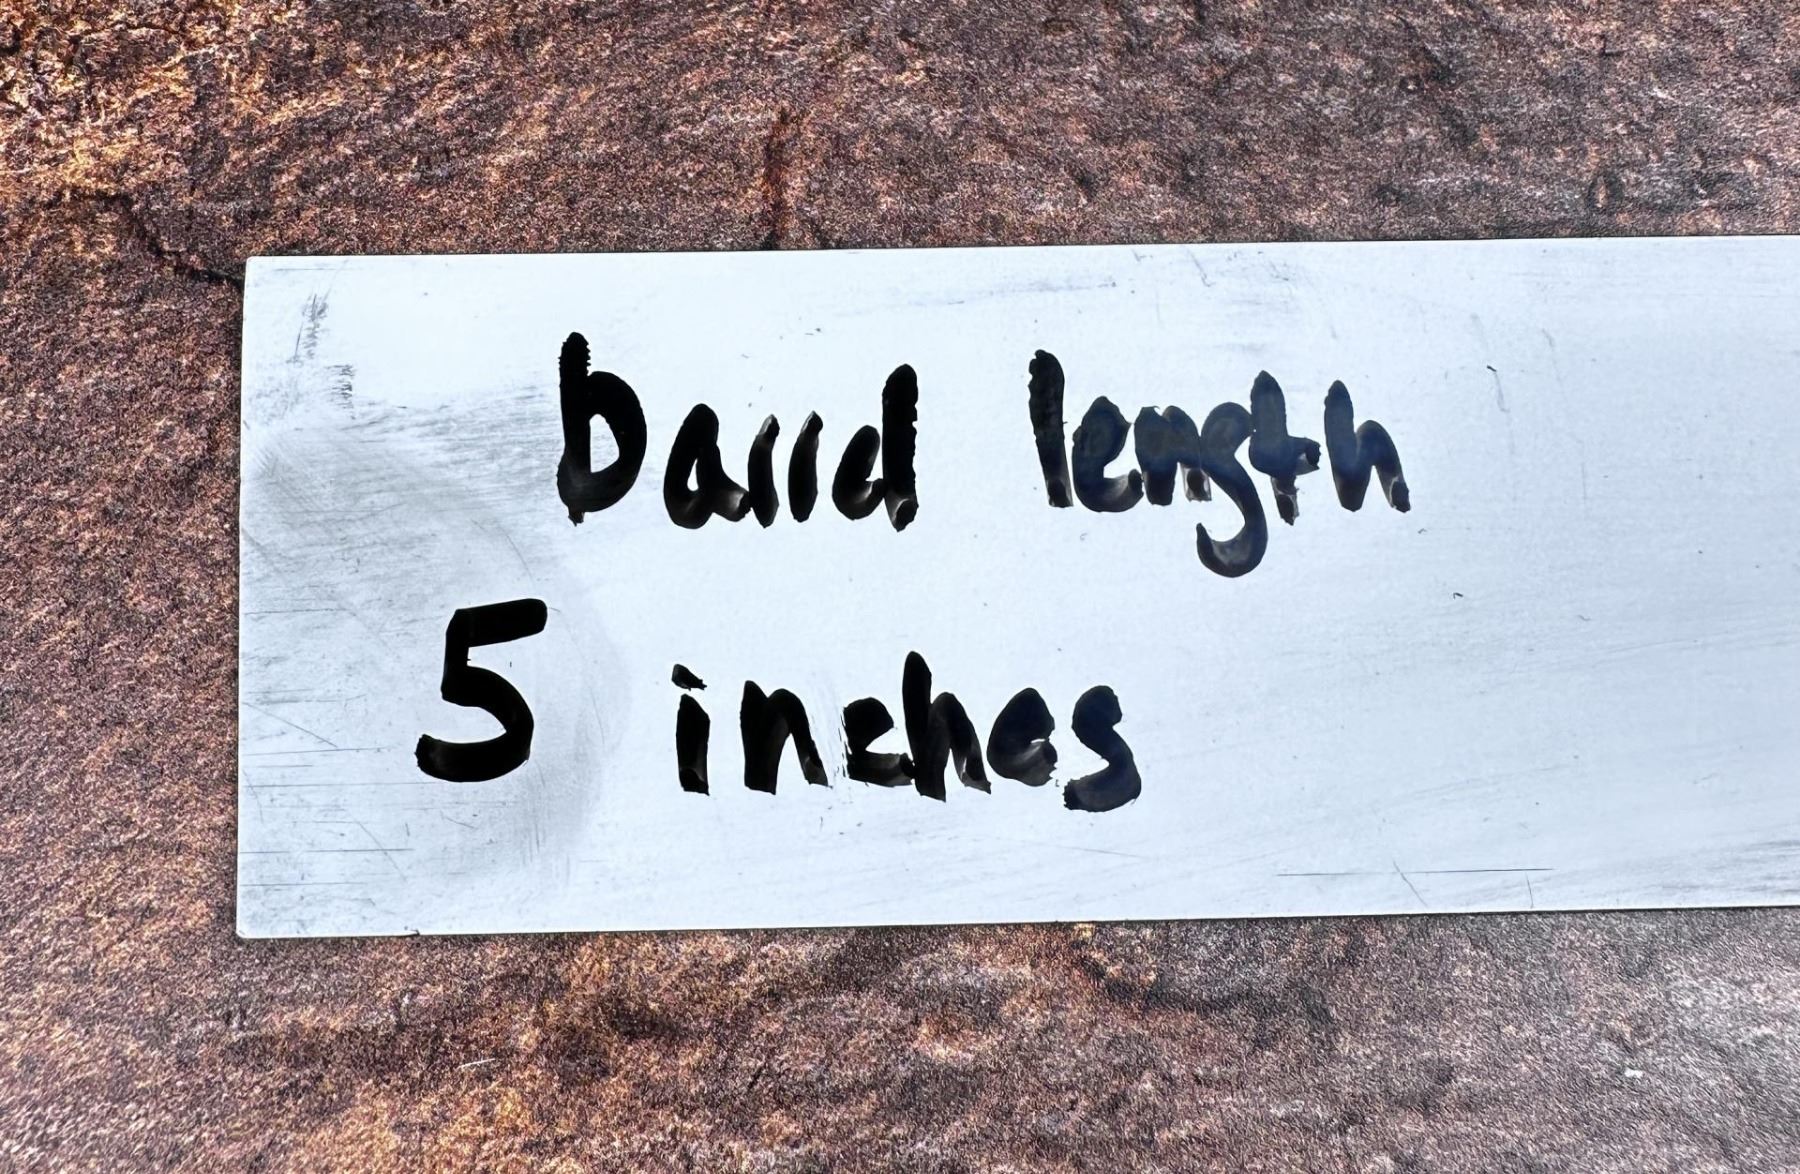 band length
5 inches